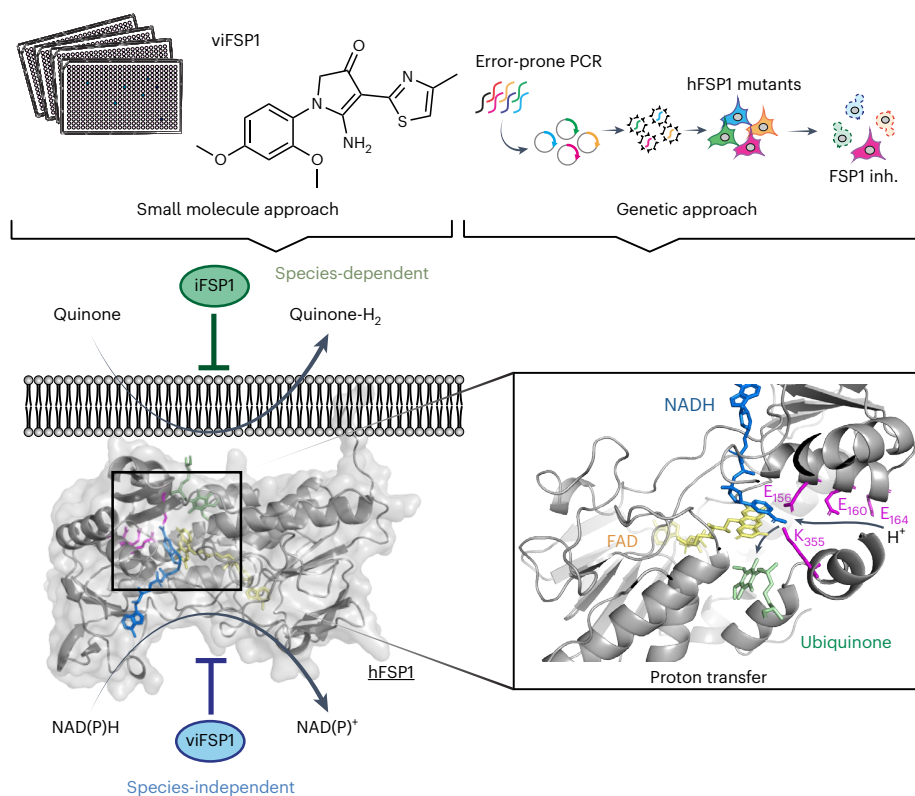 viFSP1
O
N
N
S
NH₂
O
O
Error-prone PCR
hFSP1 mutants
FSP1 inh.
Small molecule approach
Genetic approach
Species-dependent
iFSP1
Quinone
Quinone-H₂
NADH
E₁₅₆
E₁₆₀
E₁₆₄
H⁺
K₃₅₅
FAD
Ubiquinone
Proton transfer
hFSP1
NAD(P)H
NAD(P)⁺
viFSP1
Species-independent